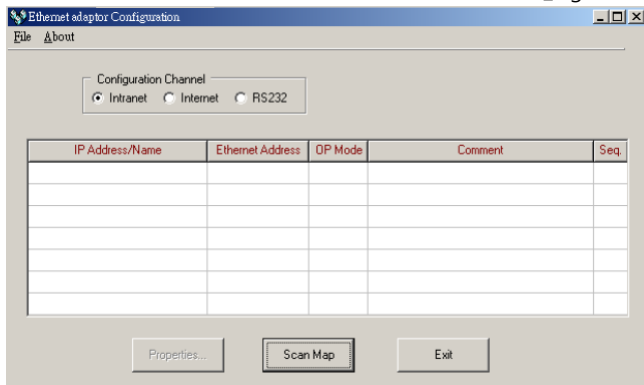 Ethernet adaptor Configuration
File About
Configuration Channel
Intranet Internet RS232
IP Address/Name Ethernet Address OP Mode Comment Seq.
Properties... Scan Map Exit